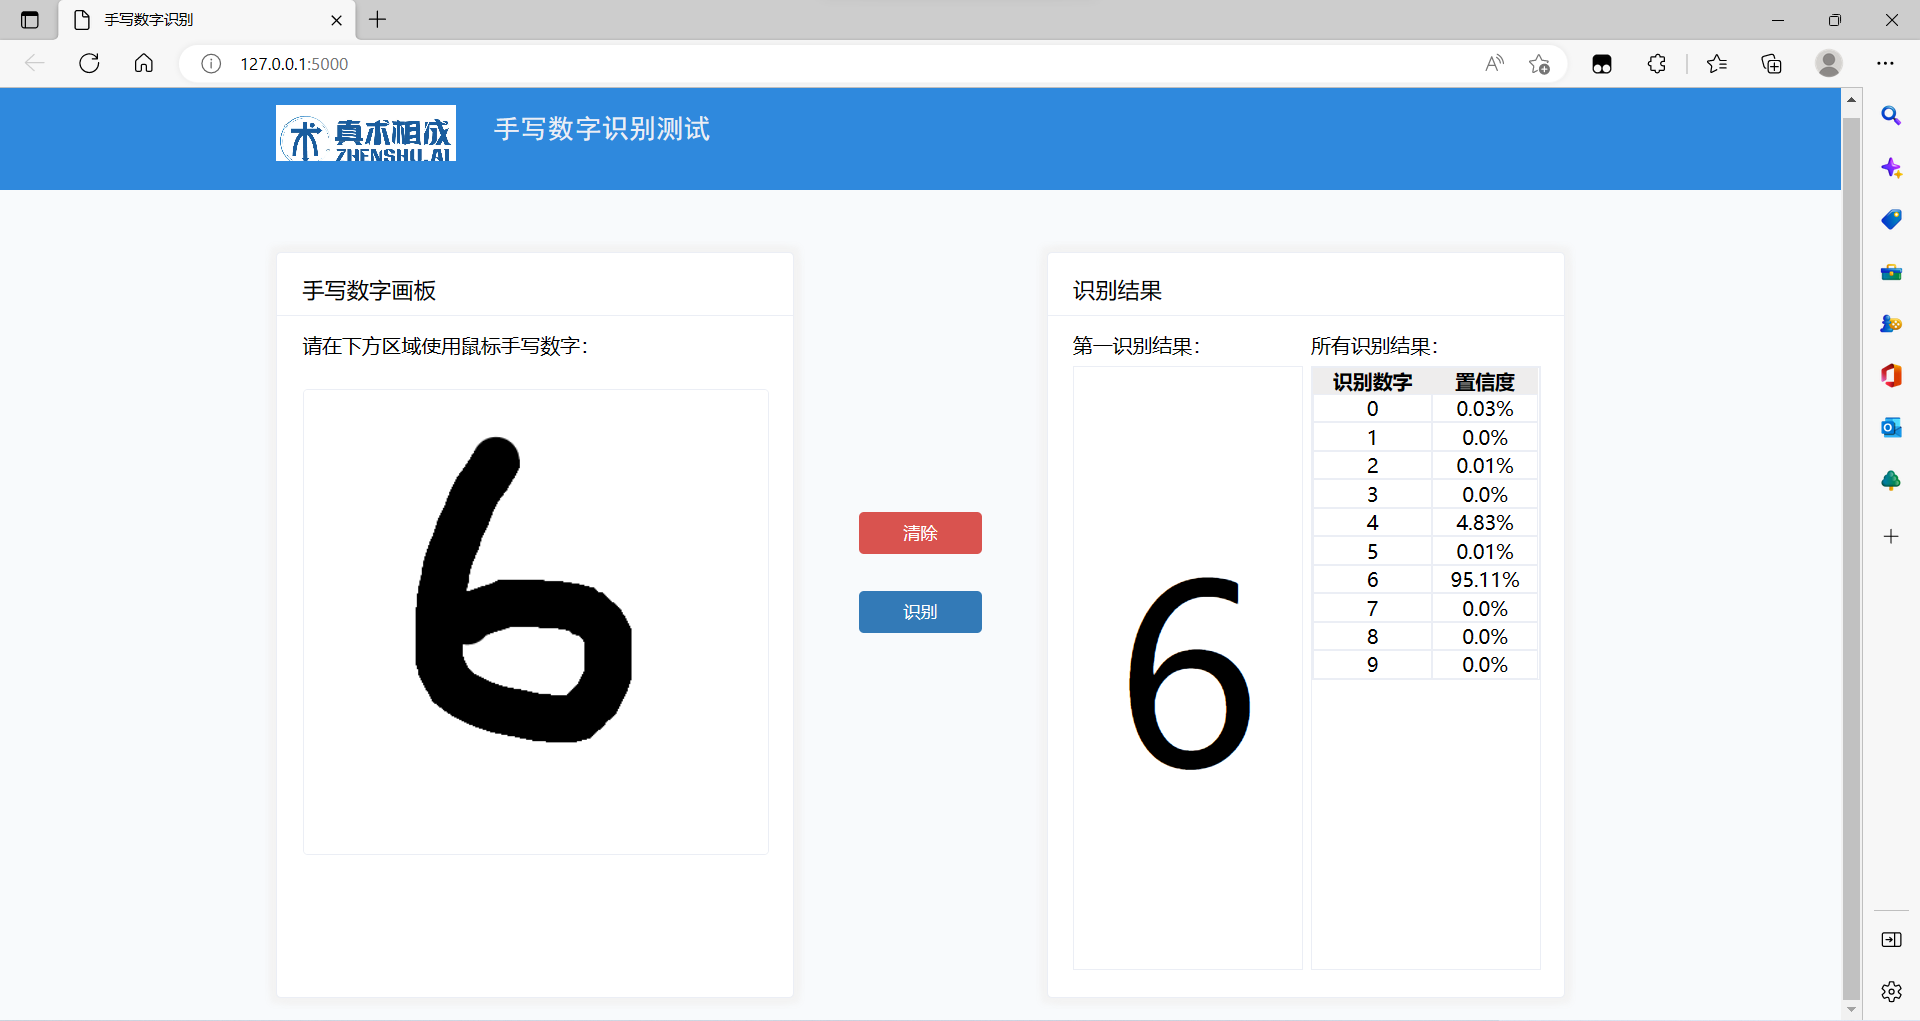 手写数字识别
127.0.0.1:5000
真术相成
ZHENSHU.AI
手写数字识别测试
手写数字画板
请在下方区域使用鼠标手写数字：
6
清除
识别
识别结果
第一识别结果：
6
所有识别结果：
识别数字 置信度
0 0.03%
1 0.0%
2 0.01%
3 0.0%
4 4.83%
5 0.01%
6 95.11%
7 0.0%
8 0.0%
9 0.0%